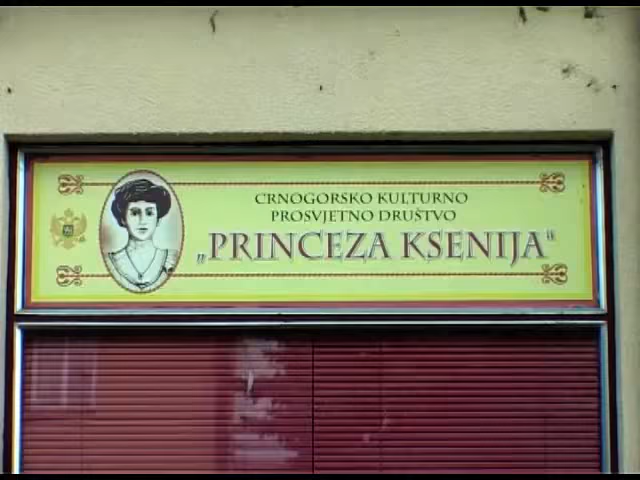 CRNOGORSKO KULTURNO
PROSVJETNO DRUŠTVO
„PRINCEZA KSENIJA“